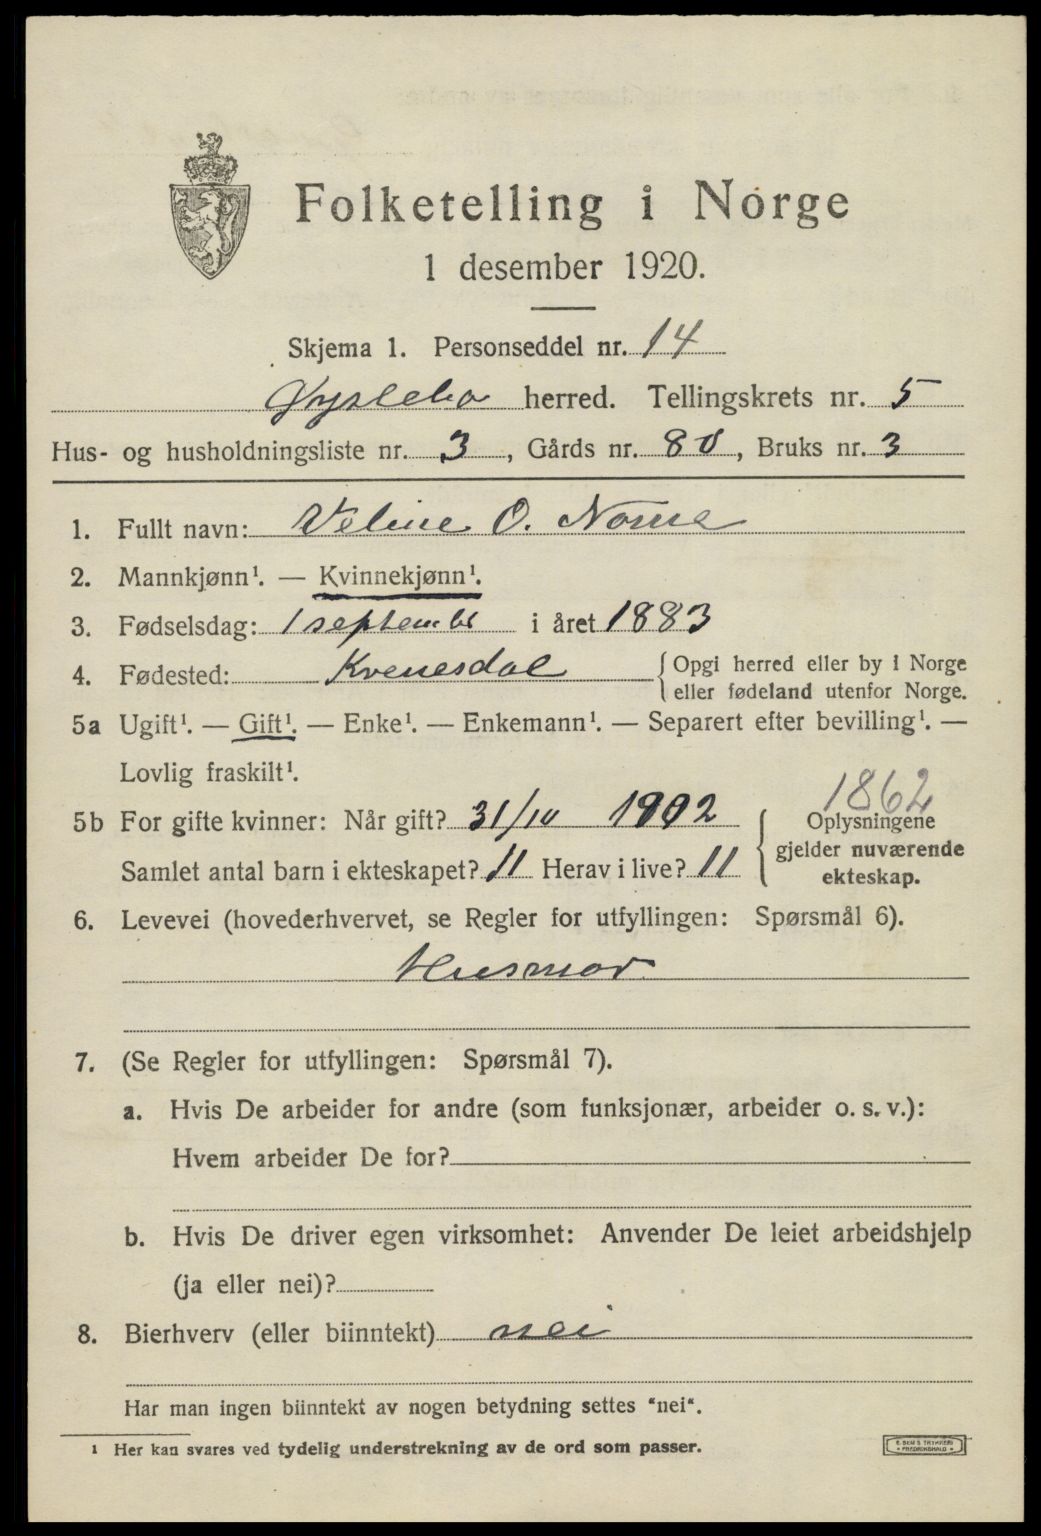 Folketelling i Norge
1 desember 1920.
Skjema 1. Personseddel nr. 14
Øyslebø herred. Tellingskrets nr. 5
Hus- og husholdningsliste nr. 3, Gårds nr. 80, Bruks nr. 3
1. Fullt navn: Veline O. Nome
2. Mannkjønn¹. — Kvinnekjønn¹.
3. Fødselsdag: 1 septembr i året 1883
4. Fødested: Kvenesdal { Opgi herred eller by i Norge
eller fødeland utenfor Norge.
5a Ugift¹. — Gift¹. — Enke¹. — Enkemann¹. — Separert efter bevilling¹. —
Lovlig fraskilt¹.
1862
5b For gifte kvinner: Når gift? 31/10 1902 { Oplysningene
gjelder nuværende
Samlet antal barn i ekteskapet? 11 Herav i live? 11
ekteskap.
6. Levevei (hovederhvervet, se Regler for utfyllingen: Spørsmål 6).
Husmor
7. (Se Regler for utfyllingen: Spørsmål 7).
a. Hvis De arbeider for andre (som funksjonær, arbeider o. s. v.):
Hvem arbeider De for?
b. Hvis De driver egen virksomhet: Anvender De leiet arbeidshjelp
(ja eller nei)?
8. Bierhverv (eller biinntekt) nei
Har man ingen biinntekt av nogen betydning settes "nei".
¹ Her kan svares ved tydelig understrekning av de ord som passer.
E. SEM'S TRYKKERI
• FREDRIKSHALD •